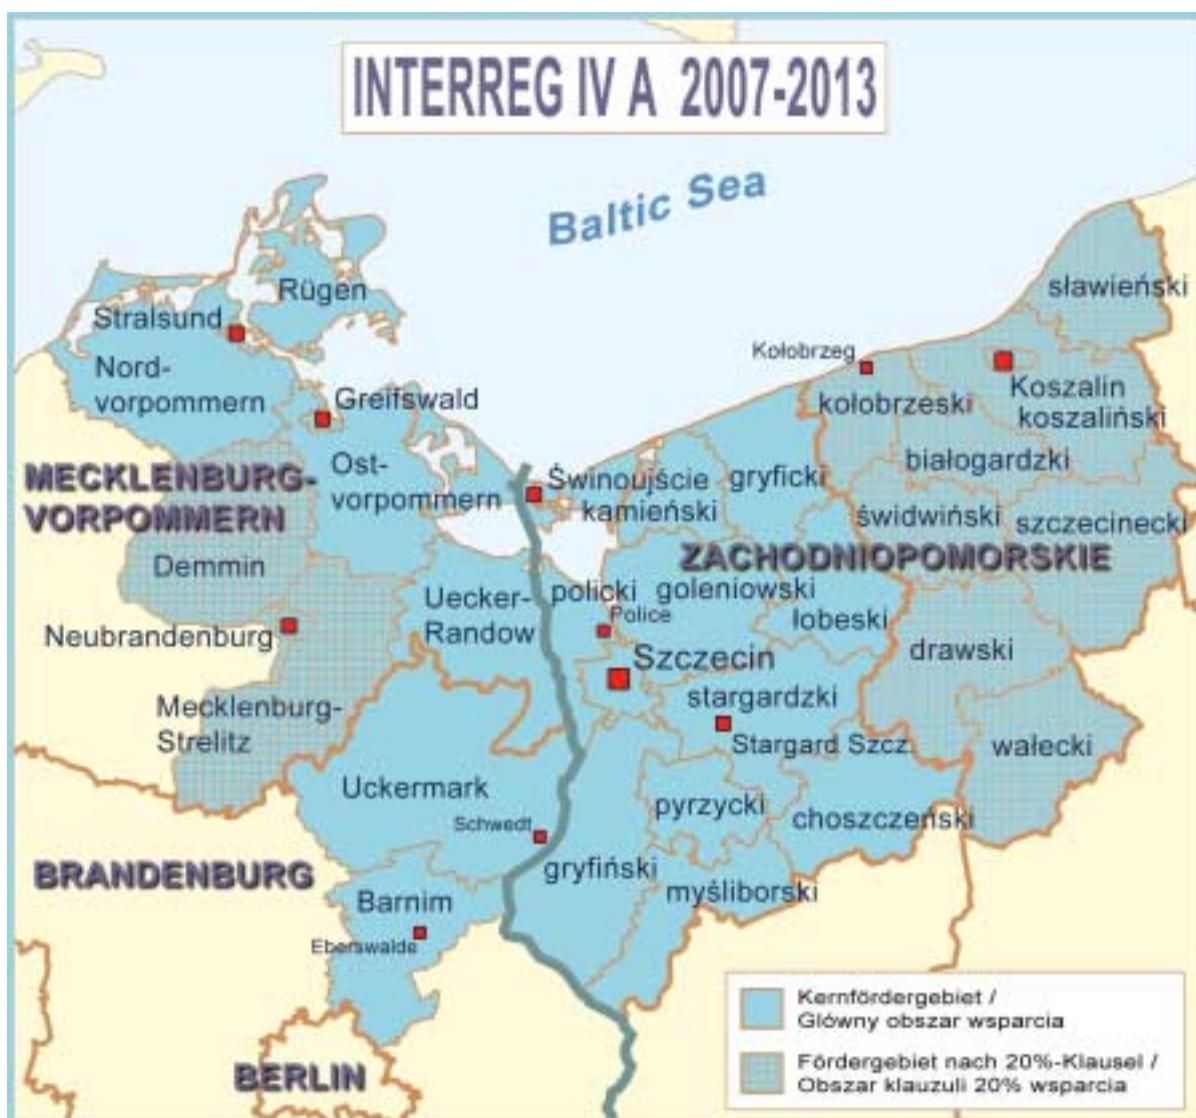 INTERREG IV A 2007-2013
Baltic Sea
Rügen
sławieński
Stralsund
Kołobrzeg
Nord-
vorpommern
Greifswald
kołobrzeski
Koszalin
koszaliński
MECKLENBURG-
VORPOMMERN
Ost-
vorpommern
Świnoujście
kamieński
gryficki
białogardzki
świdwiński
szczecinecki
ZACHODNIOPOMORSKIE
Demmin
Uecker-
Randow
policki
goleniowski
Police
łobeski
Neubrandenburg
Szczecin
drawski
Mecklenburg-
Strelitz
stargardzki
Stargard Szcz.
wałecki
Uckermark
pyrzycki
choszczeński
Schwedt
BRANDENBURG
gryfiński
myśliborski
Barnim
Eberswalde
BERLIN
Kernfördergebiet /
Główny obszar wsparcia
Fördergebiet nach 20%-Klausel /
Obszar klauzuli 20% wsparcia